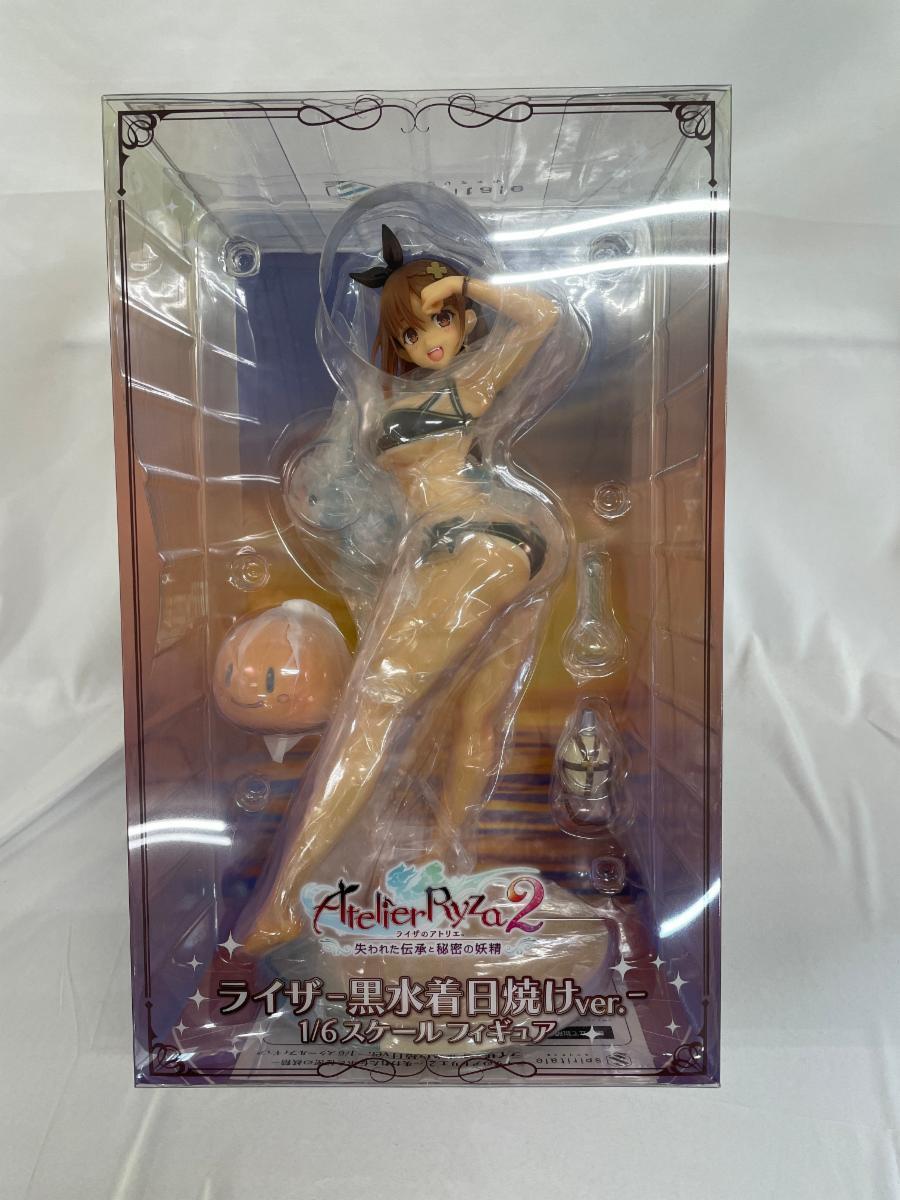 spiritale
Atelier Ryza 2
ライザのアトリエ
失われた伝承と秘密の妖精
ライザ-黒水着日焼けver.-
1/6スケールフィギュア
spiritale